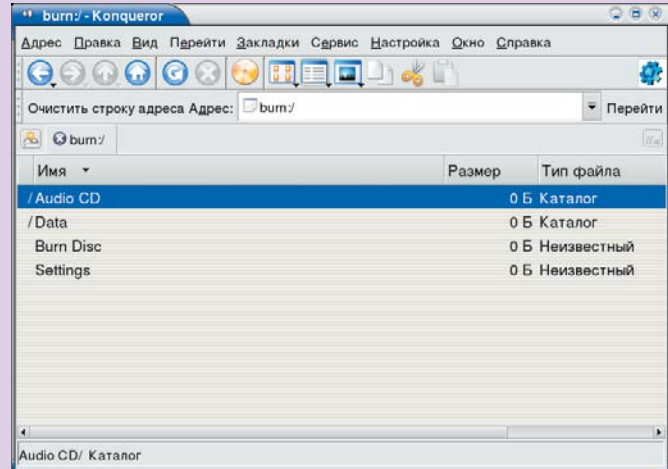 burn:/ - Konqueror
Адрес Правка Вид Перейти Закладки Сервис Настройка Окно Справка
Очистить строку адреса Адрес: burn:/ Перейти
burn:/
Имя Размер Тип файла
/Audio CD 0 Б Каталог
/Data 0 Б Каталог
Burn Disc 0 Б Неизвестный
Settings 0 Б Неизвестный
Audio CD/ Каталог